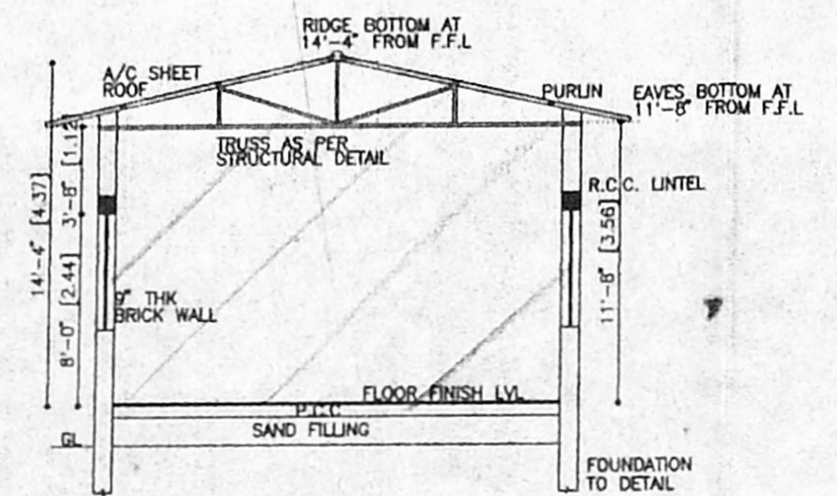 RIDGE BOTTOM AT
14'-4" FROM F.F.L
A/C SHEET
ROOF
PURLIN
EAVES BOTTOM AT
11'-8" FROM F.F.L
TRUSS AS PER
STRUCTURAL DETAIL
R.C.C. LINTEL
14'-4" [4.37]
3'-8" [1.12
8'-0" [2.44]
11'-8" [3.56]
9" THK
BRICK WALL
FLOOR FINISH LVL
P.C.C
SAND FILLING
GL
FOUNDATION
TO DETAIL